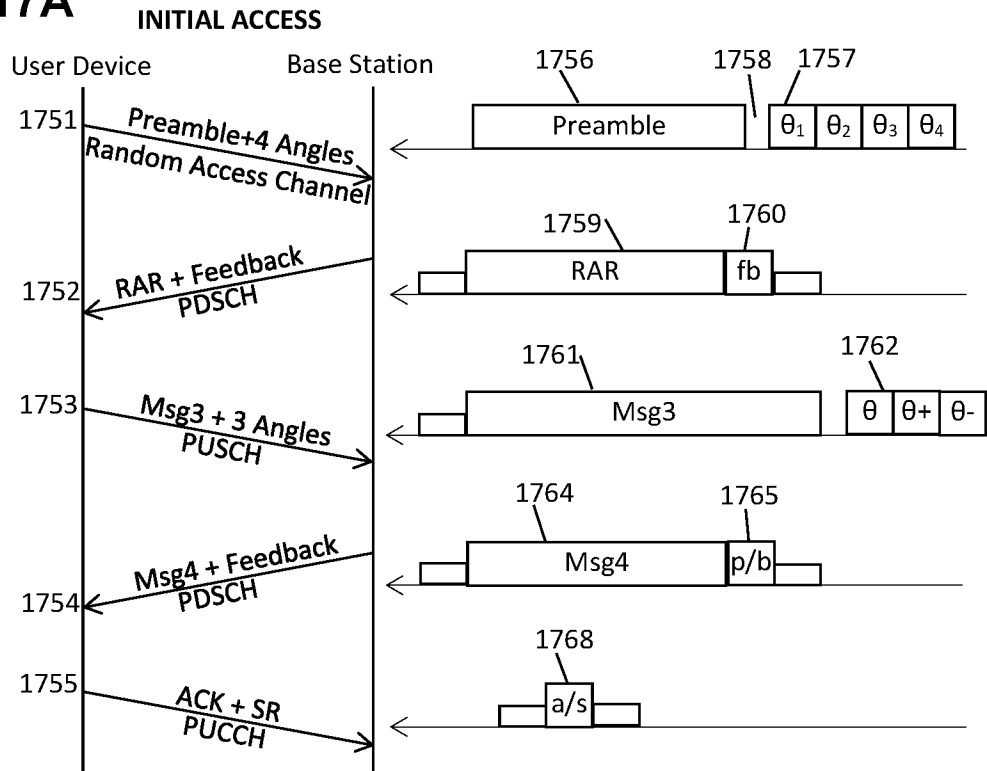 17A
INITIAL ACCESS
User Device
Base Station
1751
Preamble+4 Angles
Random Access Channel
1756
1758
1757
Preamble
θ1 θ2 θ3 θ4
1752
RAR + Feedback
PDSCH
1759
1760
RAR
fb
1753
Msg3 + 3 Angles
PUSCH
1761
1762
Msg3
θ θ+ θ-
1754
Msg4 + Feedback
PDSCH
1764
1765
Msg4
p/b
1755
ACK + SR
PUCCH
1768
a/s